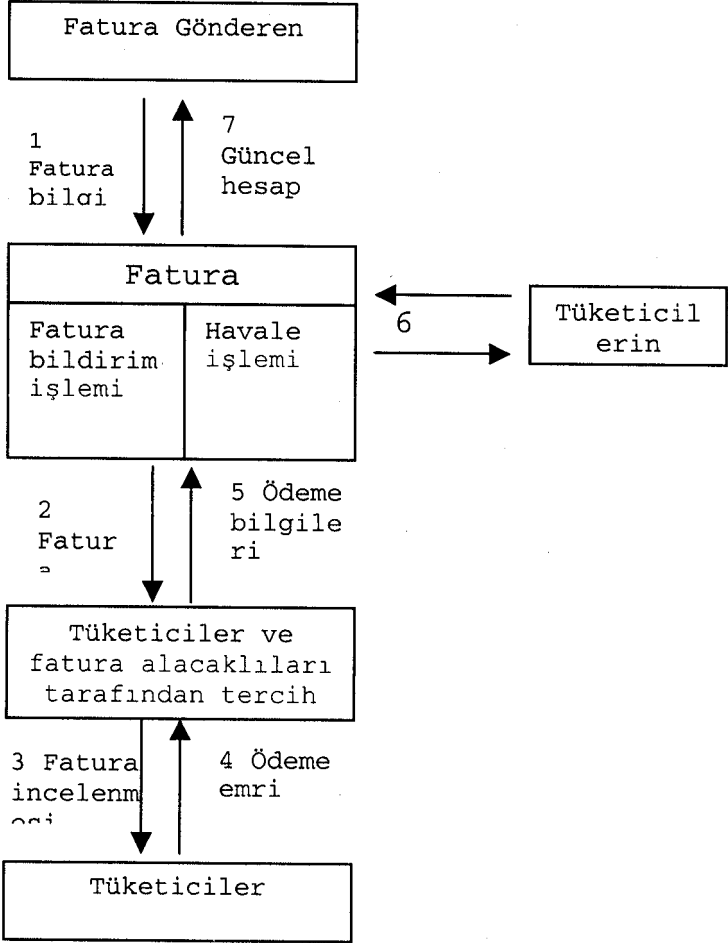 Fatura Gönderen
1
Fatura
bilgi
7
Güncel
hesap
Fatura
Fatura
bildirim
işlemi
Havale
işlemi
6
Tüketicil
erin
2
Fatur
5 Ödeme
bilgile
ri
Tüketiciler ve
fatura alacaklıları
tarafından tercih
3 Fatura
incelenm
4 Ödeme
emri
Tüketiciler